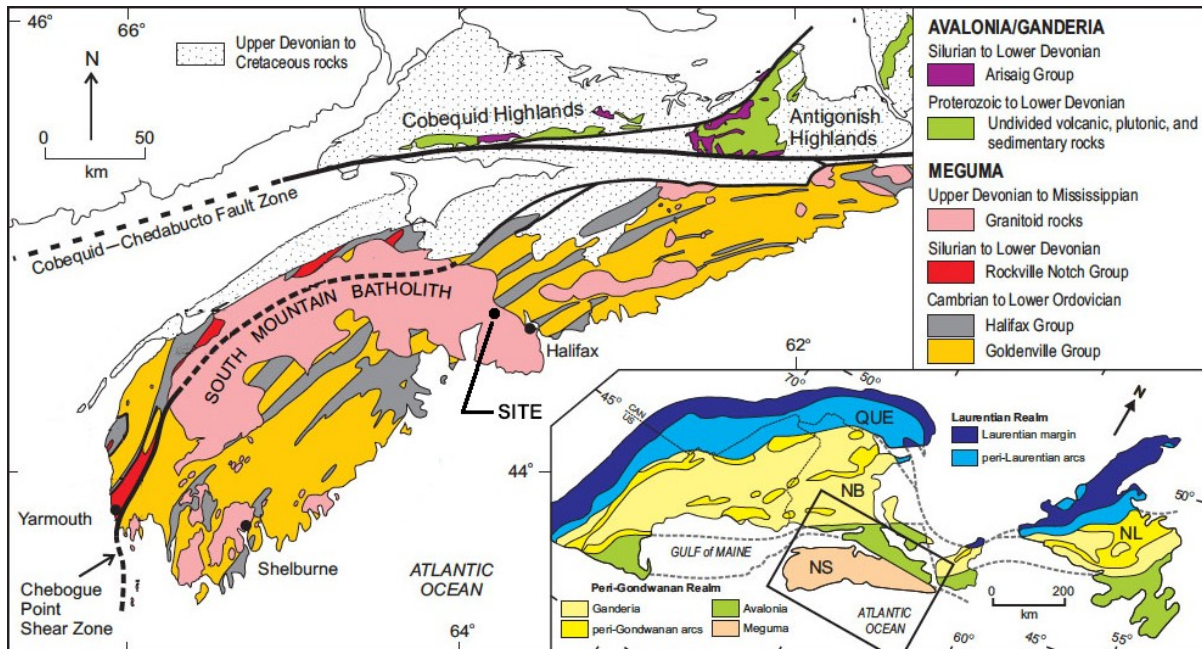 46°
66°
N
0
50
km
Upper Devonian to
Cretaceous rocks
Cobequid Highlands
Antigonish
Highlands
Cobequid—Chedabucto Fault Zone
SOUTH MOUNTAIN BATHOLITH
Halifax
SITE
62°
44°
Yarmouth
Shelburne
Chebogue
Point
Shear Zone
ATLANTIC
OCEAN
64°
AVALONIA/GANDERIA
Silurian to Lower Devonian
Arisaig Group
Proterozoic to Lower Devonian
Undivided volcanic, plutonic, and
sedimentary rocks
MEGUMA
Upper Devonian to Mississippian
Granitoid rocks
Silurian to Lower Devonian
Rockville Notch Group
Cambrian to Lower Ordovician
Halifax Group
Goldenville Group
70°
50°
45°
CAN
US
QUE
NB
NS
NL
GULF of MAINE
Laurentian Realm
Laurentian margin
peri-Laurentian arcs
N
50°
Peri-Gondwanan Realm
Ganderia
Avalonia
peri-Gondwanan arcs
Meguma
ATLANTIC
OCEAN
0
200
km
60°
45°
55°